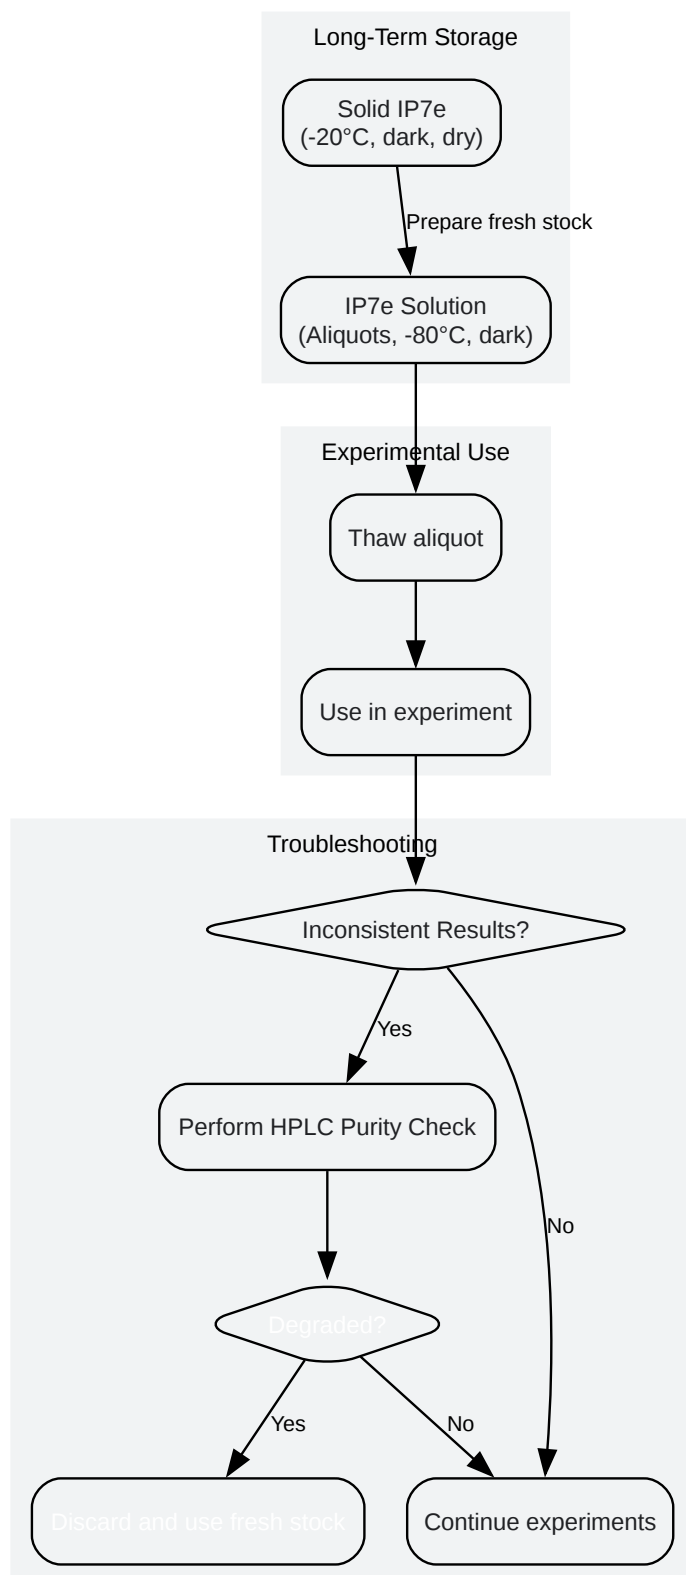 Long-Term Storage
Solid IP7e
(-20°C, dark, dry)
Prepare fresh stock
IP7e Solution
(Aliquots, -80°C, dark)
Experimental Use
Thaw aliquot
Use in experiment
Troubleshooting
Inconsistent Results?
Yes
Perform HPLC Purity Check
No
Degraded?
Yes
No
Discard and use fresh stock
Continue experiments